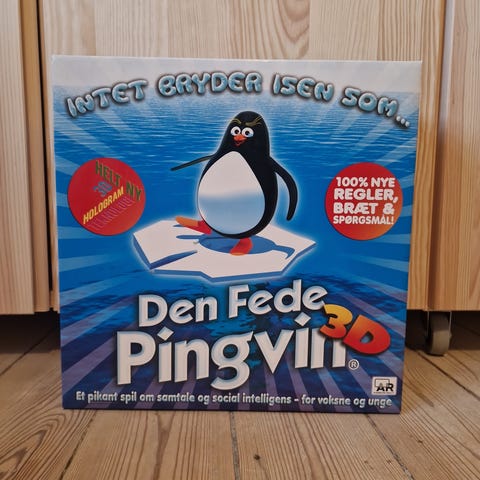 INTET BRYDER ISEN SOM...
HELT NY
HOLOGRAM
100% NYE
REGLER,
BRÆT &
SPØRGSMÅL!
Den Fede
Pingvin®
3D
Et pikant spil om samtale og social intelligens - for voksne og unge
AR